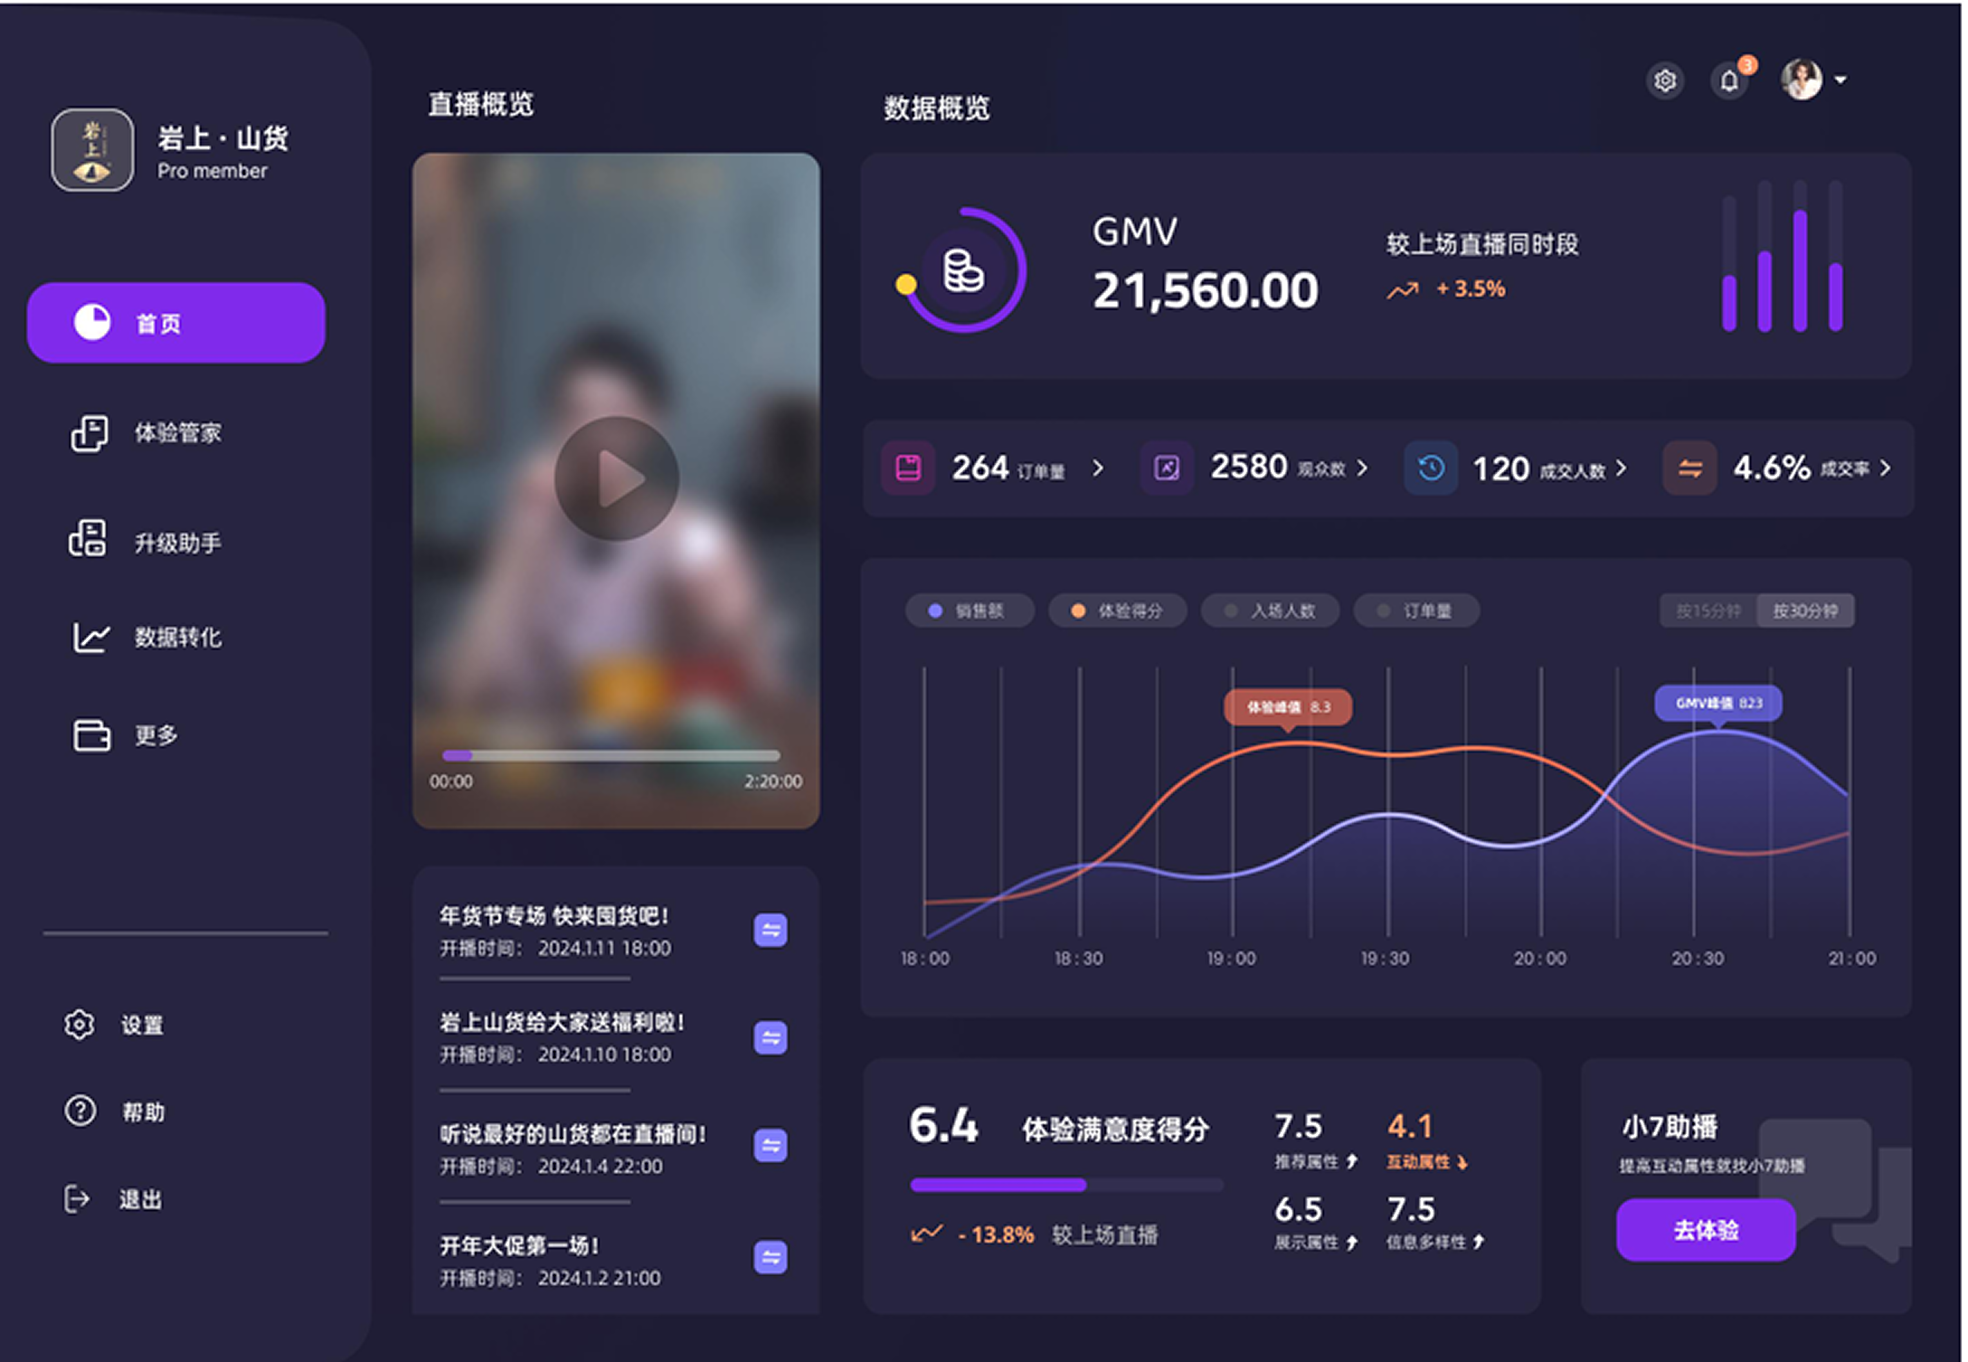 岩上
岩上·山货
Pro member
首页
体验管家
升级助手
数据转化
更多
设置
帮助
退出
直播概览
00:00 2:20:00
年货节专场 快来囤货吧！
开播时间： 2024.1.11 18:00
岩上山货给大家送福利啦！
开播时间： 2024.1.10 18:00
听说最好的山货都在直播间！
开播时间： 2024.1.4 22:00
开年大促第一场！
开播时间： 2024.1.2 21:00
数据概览
3
GMV
21,560.00
较上场直播同时段
+ 3.5%
264 订单量
2580 观众数
120 成交人数
4.6% 成交率
销售额 体验得分 入场人数 订单量
按15分钟 按30分钟
体验峰值 8.3
GMV峰值 823
18:00 18:30 19:00 19:30 20:00 20:30 21:00
6.4 体验满意度得分
- 13.8% 较上场直播
7.5
推荐属性
4.1
互动属性
6.5
展示属性
7.5
信息多样性
小7助播
提高互动属性就找小7助播
去体验